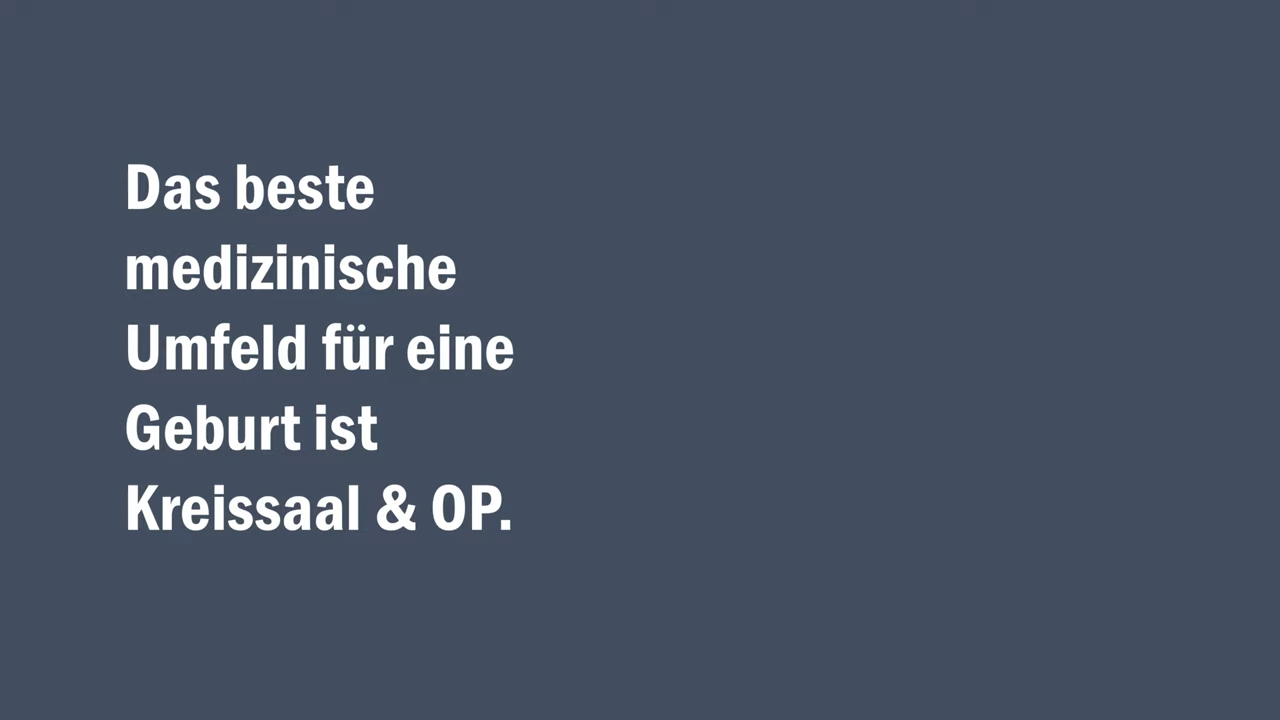 Das beste
medizinische
Umfeld für eine
Geburt ist
Kreissaal & OP.